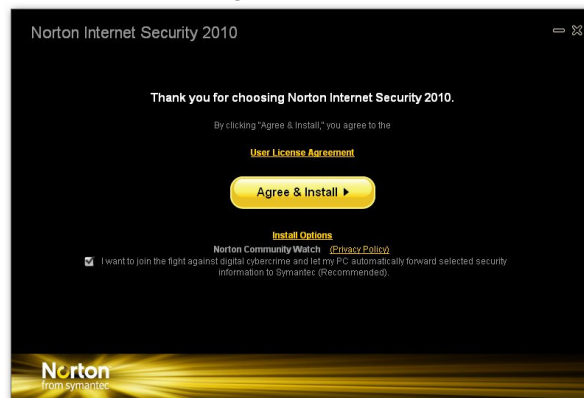 Norton Internet Security 2010
Thank you for choosing Norton Internet Security 2010.
By clicking "Agree & Install," you agree to the
User License Agreement
Agree & Install
Install Options
Norton Community Watch (Privacy Policy)
I want to join the fight against digital cybercrime and let my PC automatically forward selected security
information to Symantec (Recommended).
Norton
from symantec